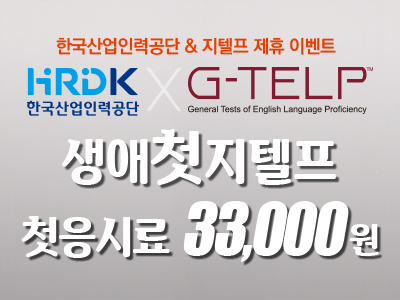 한국산업인력공단 & 지텔프 제휴 이벤트
HRDK X G-TELP™
한국산업인력공단 General Tests of English Language Proficiency
생애첫지텔프
첫응시료 33,000원